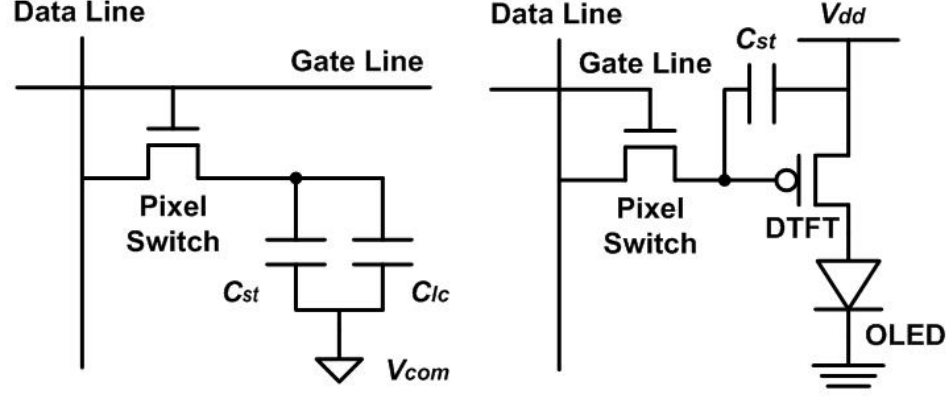 Data Line
Gate Line
Pixel
Switch
Cst
Clc
Vcom
Data Line
Gate Line
Cst
Vdd
Pixel
Switch
DTFT
OLED